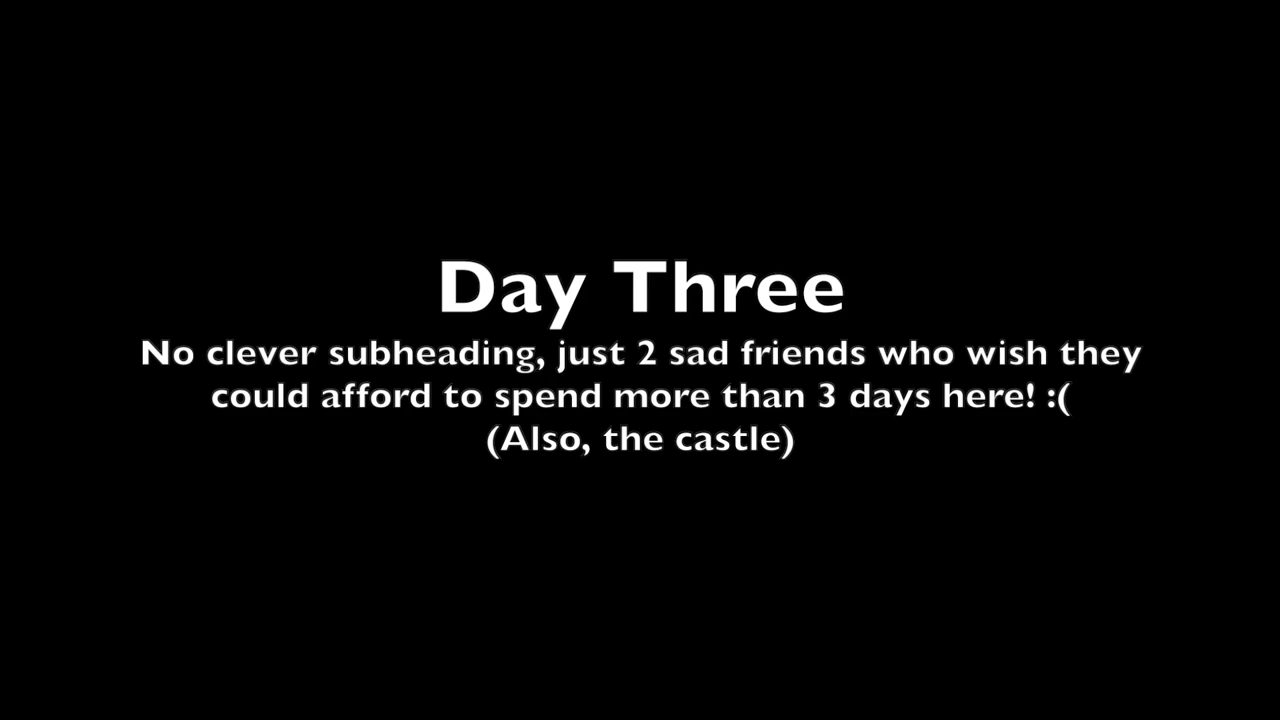 Day Three
No clever subheading, just 2 sad friends who wish they
could afford to spend more than 3 days here! :(
(Also, the castle)